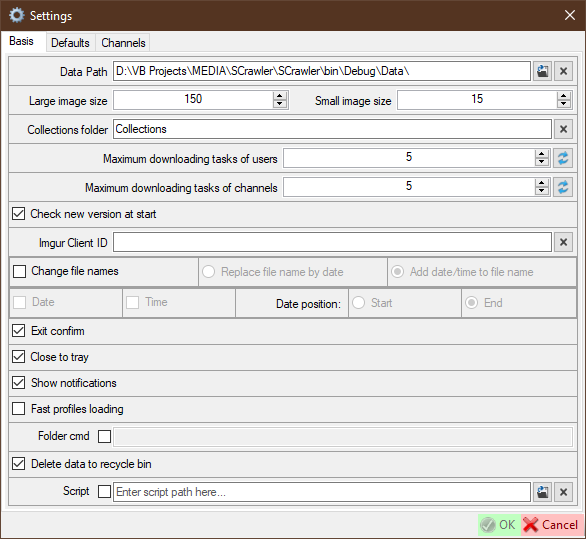 Settings
Basis Defaults Channels
Data Path D:\VB Projects\MEDIA\SCrawler\SCrawler\bin\Debug\Data\
Large image size 150 Small image size 15
Collections folder Collections
Maximum downloading tasks of users 5
Maximum downloading tasks of channels 5
Check new version at start
Imgur Client ID
Change file names Replace file name by date Add date/time to file name
Date Time Date position: Start End
Exit confirm
Close to tray
Show notifications
Fast profiles loading
Folder cmd
Delete data to recycle bin
Script Enter script path here...
OK Cancel